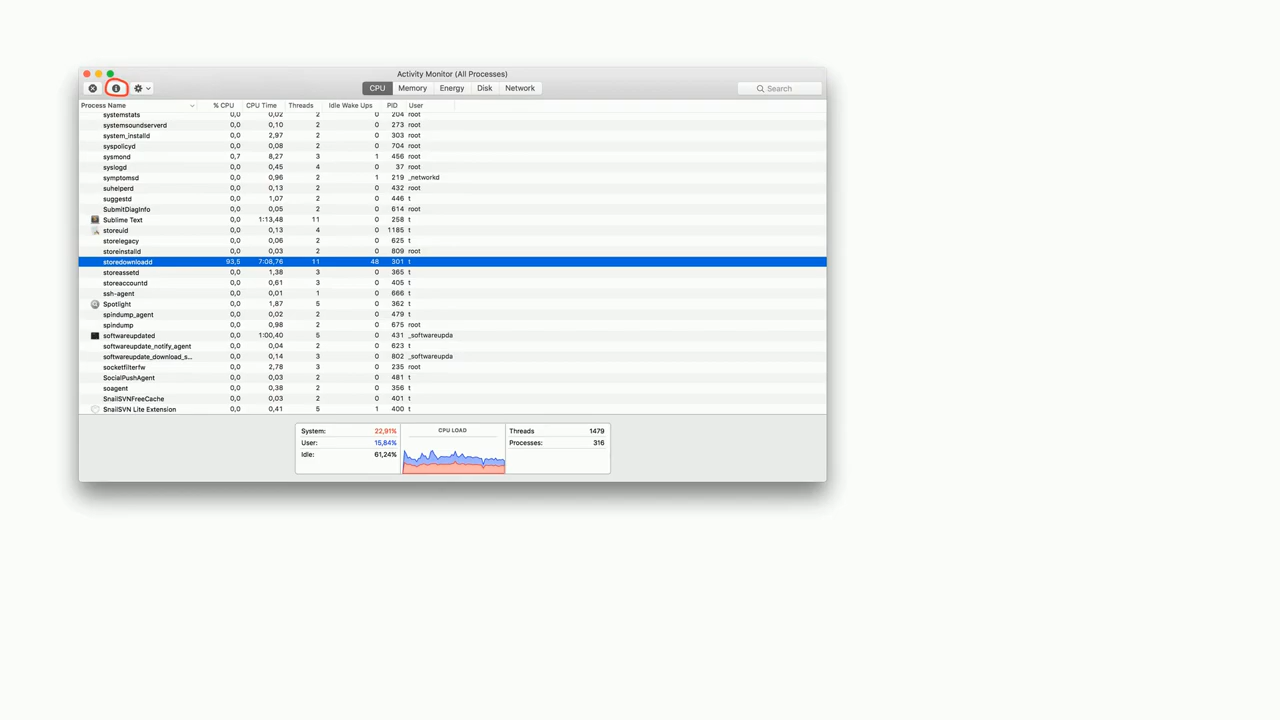 Activity Monitor (All Processes)
CPU Memory Energy Disk Network Search
Process Name % CPU CPU Time Threads Idle Wake Ups PID User
systemstats 0,0 0,02 2 0 204 root
systemsoundserverd 0,0 0,10 2 0 273 root
system_installd 0,0 2,97 2 0 303 root
syspolicyd 0,0 0,08 2 0 704 root
sysmond 0,7 8,27 3 1 456 root
syslogd 0,0 0,45 4 0 37 root
symptomsd 0,0 0,96 2 1 219 _networkd
suhelperd 0,0 0,13 2 0 432 root
suggestd 0,0 1,07 2 0 446 t
SubmitDiagInfo 0,0 0,05 2 0 614 root
Sublime Text 0,0 1:13,48 11 0 258 t
storeuid 0,0 0,13 4 0 1185 t
storelegacy 0,0 0,06 2 0 625 t
storeinstalld 0,0 0,03 2 0 809 root
storedownloadd 93,5 7:08,76 11 48 301 t
storeassetd 0,0 1,38 3 0 365 t
storeaccountd 0,0 0,61 3 0 405 t
ssh-agent 0,0 0,01 1 0 666 t
Spotlight 0,0 1,87 5 0 362 t
spindump_agent 0,0 0,02 2 0 479 t
spindump 0,0 0,98 2 0 675 root
softwareupdated 0,0 1:00,40 5 0 431 _softwareupda
softwareupdate_notify_agent 0,0 0,04 2 0 623 t
softwareupdate_download_s... 0,0 0,14 3 0 802 _softwareupda
socketfilterfw 0,0 2,78 3 0 235 root
SocialPushAgent 0,0 0,03 2 0 481 t
soagent 0,0 0,38 2 0 356 t
SnailSVNFreeCache 0,0 0,03 2 0 401 t
SnailSVN Lite Extension 0,0 0,41 5 1 400 t
System: 22,91% CPU LOAD Threads 1479
User: 15,84% Processes: 316
Idle: 61,24%